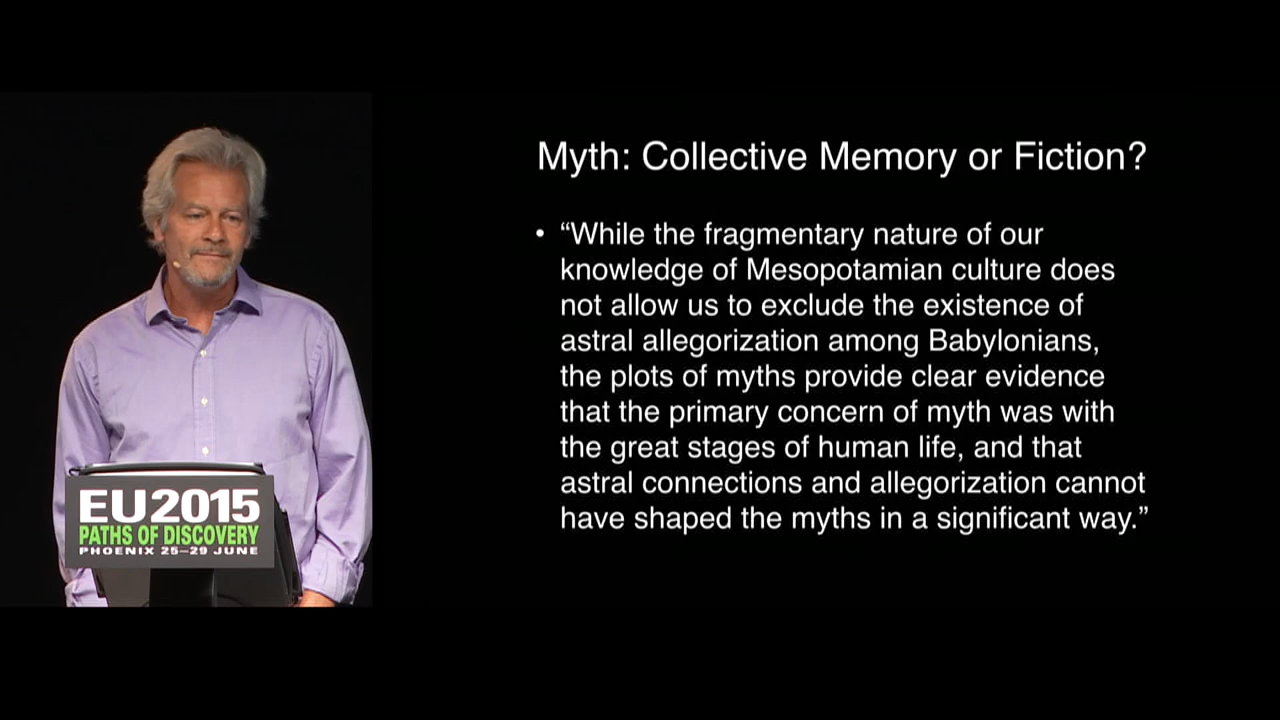 Myth: Collective Memory or Fiction?
• “While the fragmentary nature of our
knowledge of Mesopotamian culture does
not allow us to exclude the existence of
astral allegorization among Babylonians,
the plots of myths provide clear evidence
that the primary concern of myth was with
the great stages of human life, and that
astral connections and allegorization cannot
have shaped the myths in a significant way.”
EU2015
PATHS OF DISCOVERY
PHOENIX 25–29 JUNE